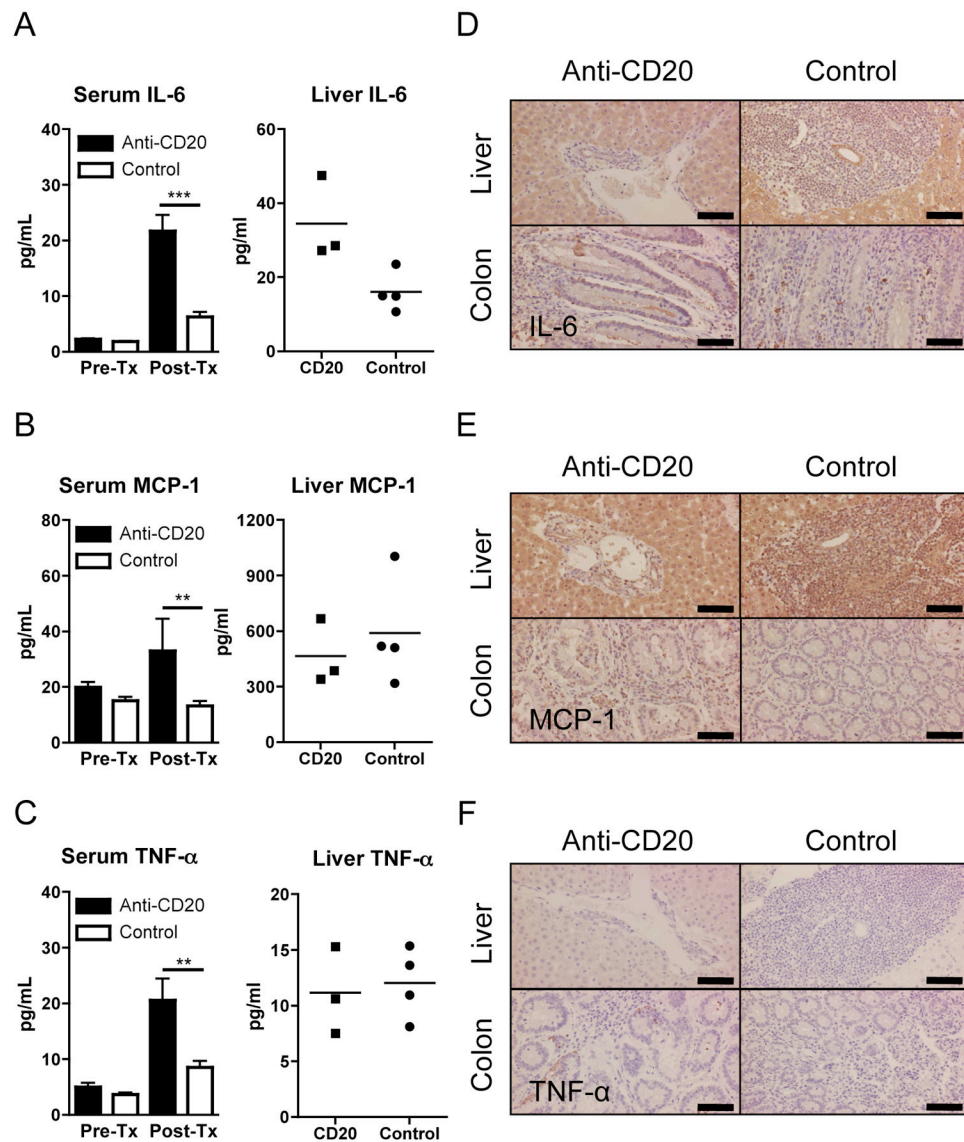 A
Serum IL-6
40
30
20
10
0
pg/mL
Anti-CD20
Control
***
Pre-Tx Post-Tx
Liver IL-6
60
40
20
0
pg/ml
CD20 Control
B
Serum MCP-1
80
60
40
20
0
pg/mL
Anti-CD20
Control
**
Pre-Tx Post-Tx
Liver MCP-1
1200
900
600
300
0
pg/ml
CD20 Control
C
Serum TNF-α
40
30
20
10
0
pg/mL
Anti-CD20
Control
**
Pre-Tx Post-Tx
Liver TNF-α
20
15
10
5
0
pg/ml
CD20 Control
D
Anti-CD20 Control
Liver
Colon
IL-6
E
Anti-CD20 Control
Liver
Colon
MCP-1
F
Anti-CD20 Control
Liver
Colon
TNF-α